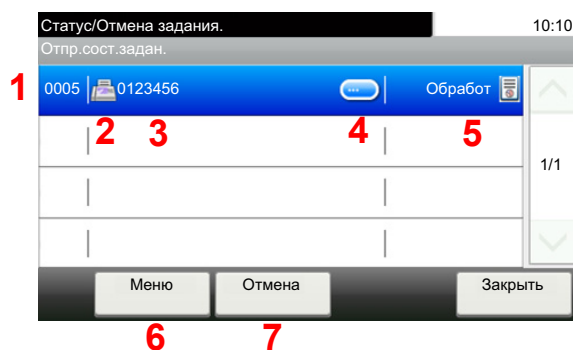 Статус/Отмена задания. 10:10
Отпр.сост.задан.
1 0005 0123456 Обработ
2 3 4 5
1/1
Меню Отмена Закрыть
6 7